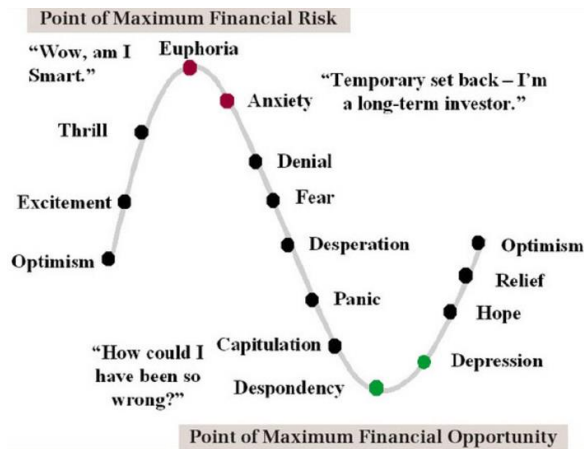 Point of Maximum Financial Risk
“Wow, am I
Smart.”
Euphoria
“Temporary set back – I’m
a long-term investor.”
Anxiety
Thrill
Denial
Excitement
Fear
Optimism
Desperation
Optimism
Relief
Panic
Hope
“How could I
have been so
wrong?”
Capitulation
Depression
Despondency
Point of Maximum Financial Opportunity